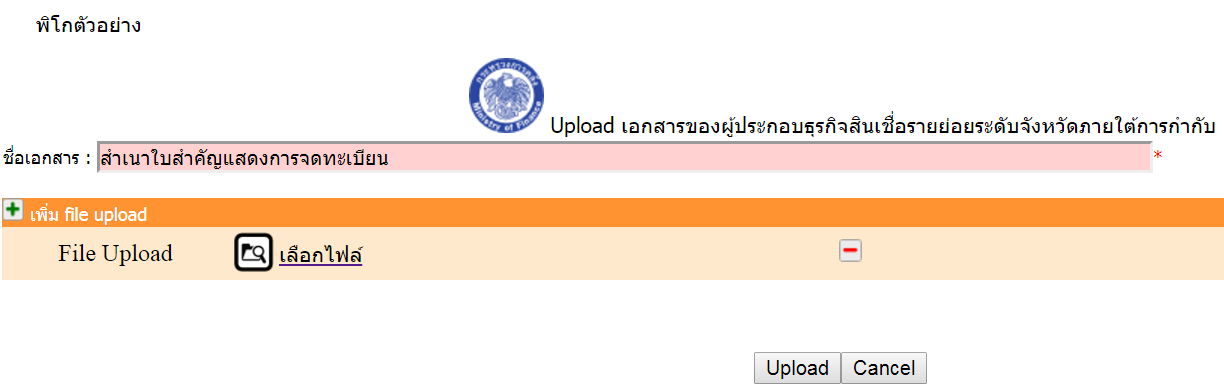 พิโกตัวอย่าง
กระทรวงการคลัง
Ministry of Finance
Upload เอกสารของผู้ประกอบธุรกิจสินเชื่อรายย่อยระดับจังหวัดภายใต้การกำกับ
ชื่อเอกสาร : สำเนาใบสำคัญแสดงการจดทะเบียน *
เพิ่ม file upload
File Upload เลือกไฟล์
Upload Cancel